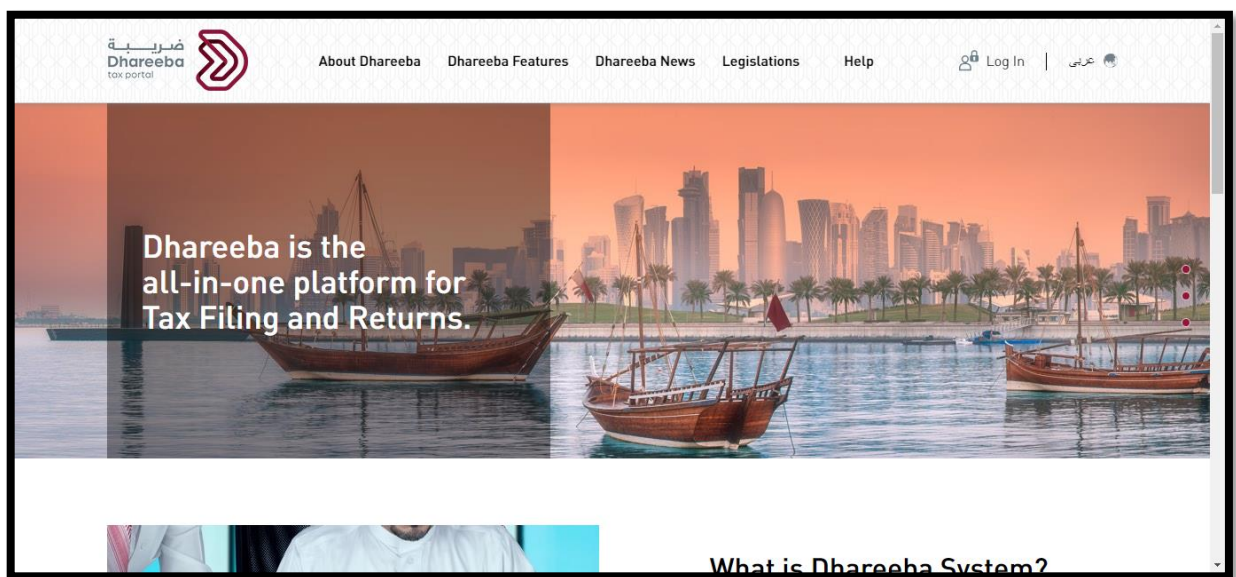 ضريبة
Dhareeba
tax portal
About Dhareeba
Dhareeba Features
Dhareeba News
Legislations
Help
Log In
عربى
Dhareeba is the
all-in-one platform for
Tax Filing and Returns.
What is Dhareeba System?